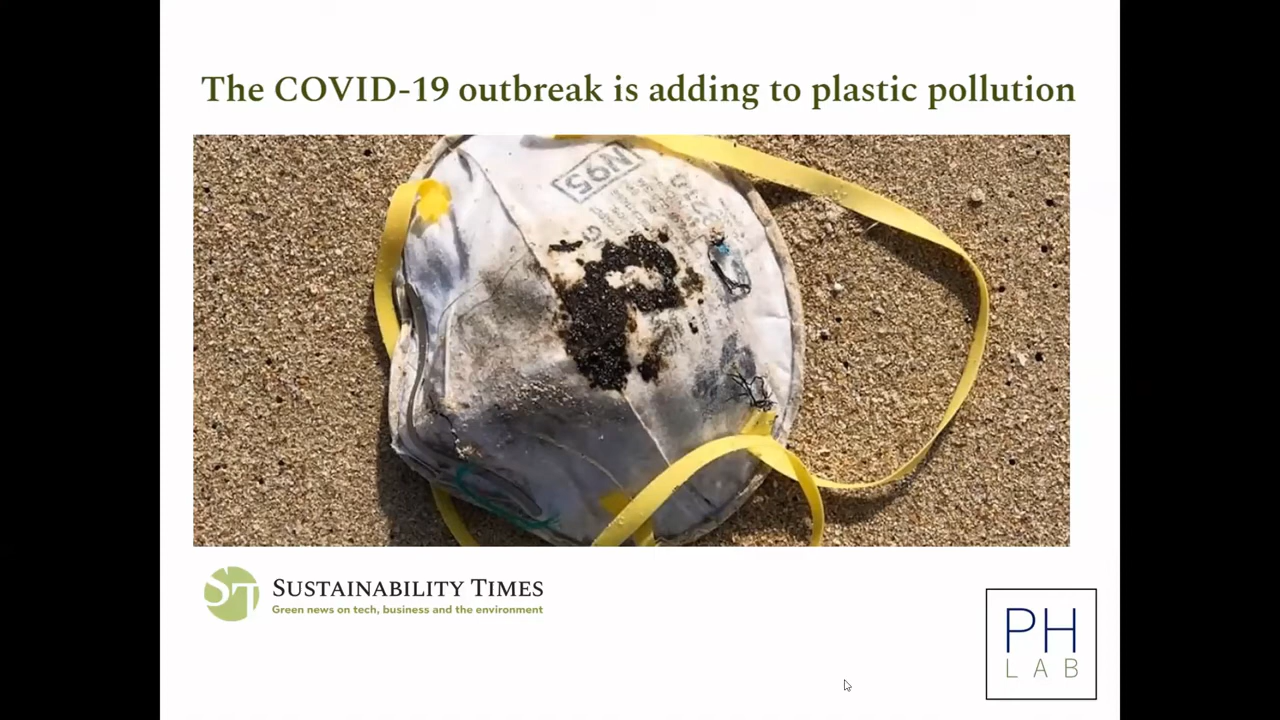 The COVID-19 outbreak is adding to plastic pollution
N95
ST SUSTAINABILITY TIMES
Green news on tech, business and the environment
PH
LAB